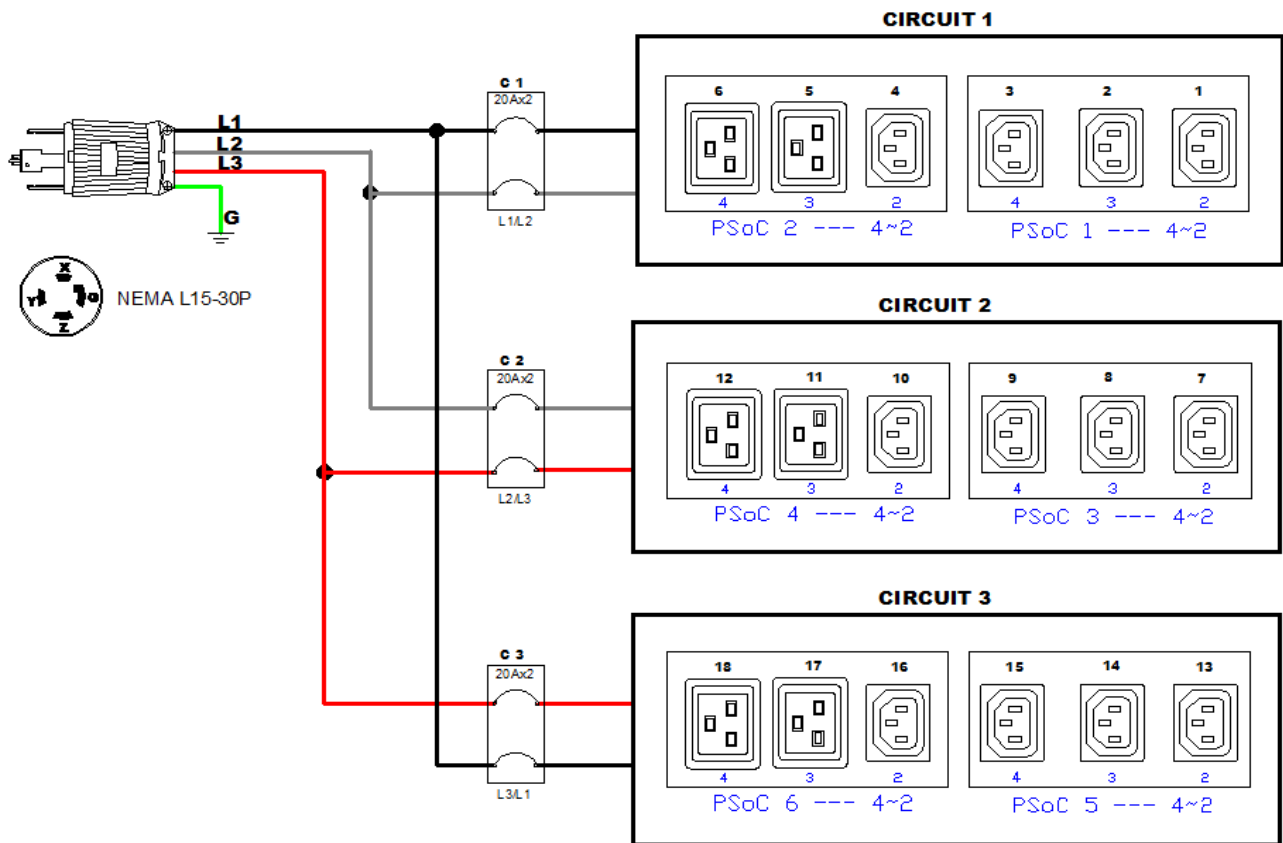 CIRCUIT 1
C 1
20Ax2
L1/L2
6 5 4 3 2 1
4 3 2 4 3 2
PSoC 2 --- 4~2 PSoC 1 --- 4~2
L1
L2
L3
G
X
Y G
Z
NEMA L15-30P
CIRCUIT 2
C 2
20Ax2
L2/L3
12 11 10 9 8 7
4 3 2 4 3 2
PSoC 4 --- 4~2 PSoC 3 --- 4~2
CIRCUIT 3
C 3
20Ax2
L3/L1
18 17 16 15 14 13
4 3 2 4 3 2
PSoC 6 --- 4~2 PSoC 5 --- 4~2